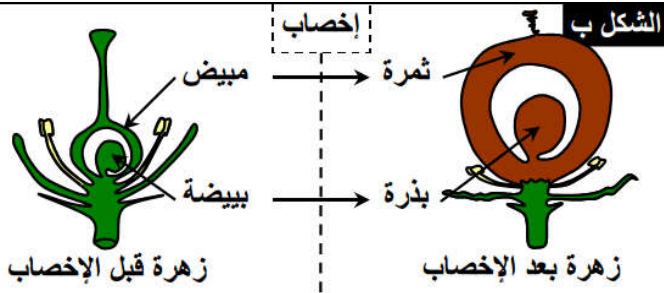 الشكل ب
إخصاب
ثمرة
مبيض
بذرة
بييضة
زهرة بعد الإخصاب
زهرة قبل الإخصاب